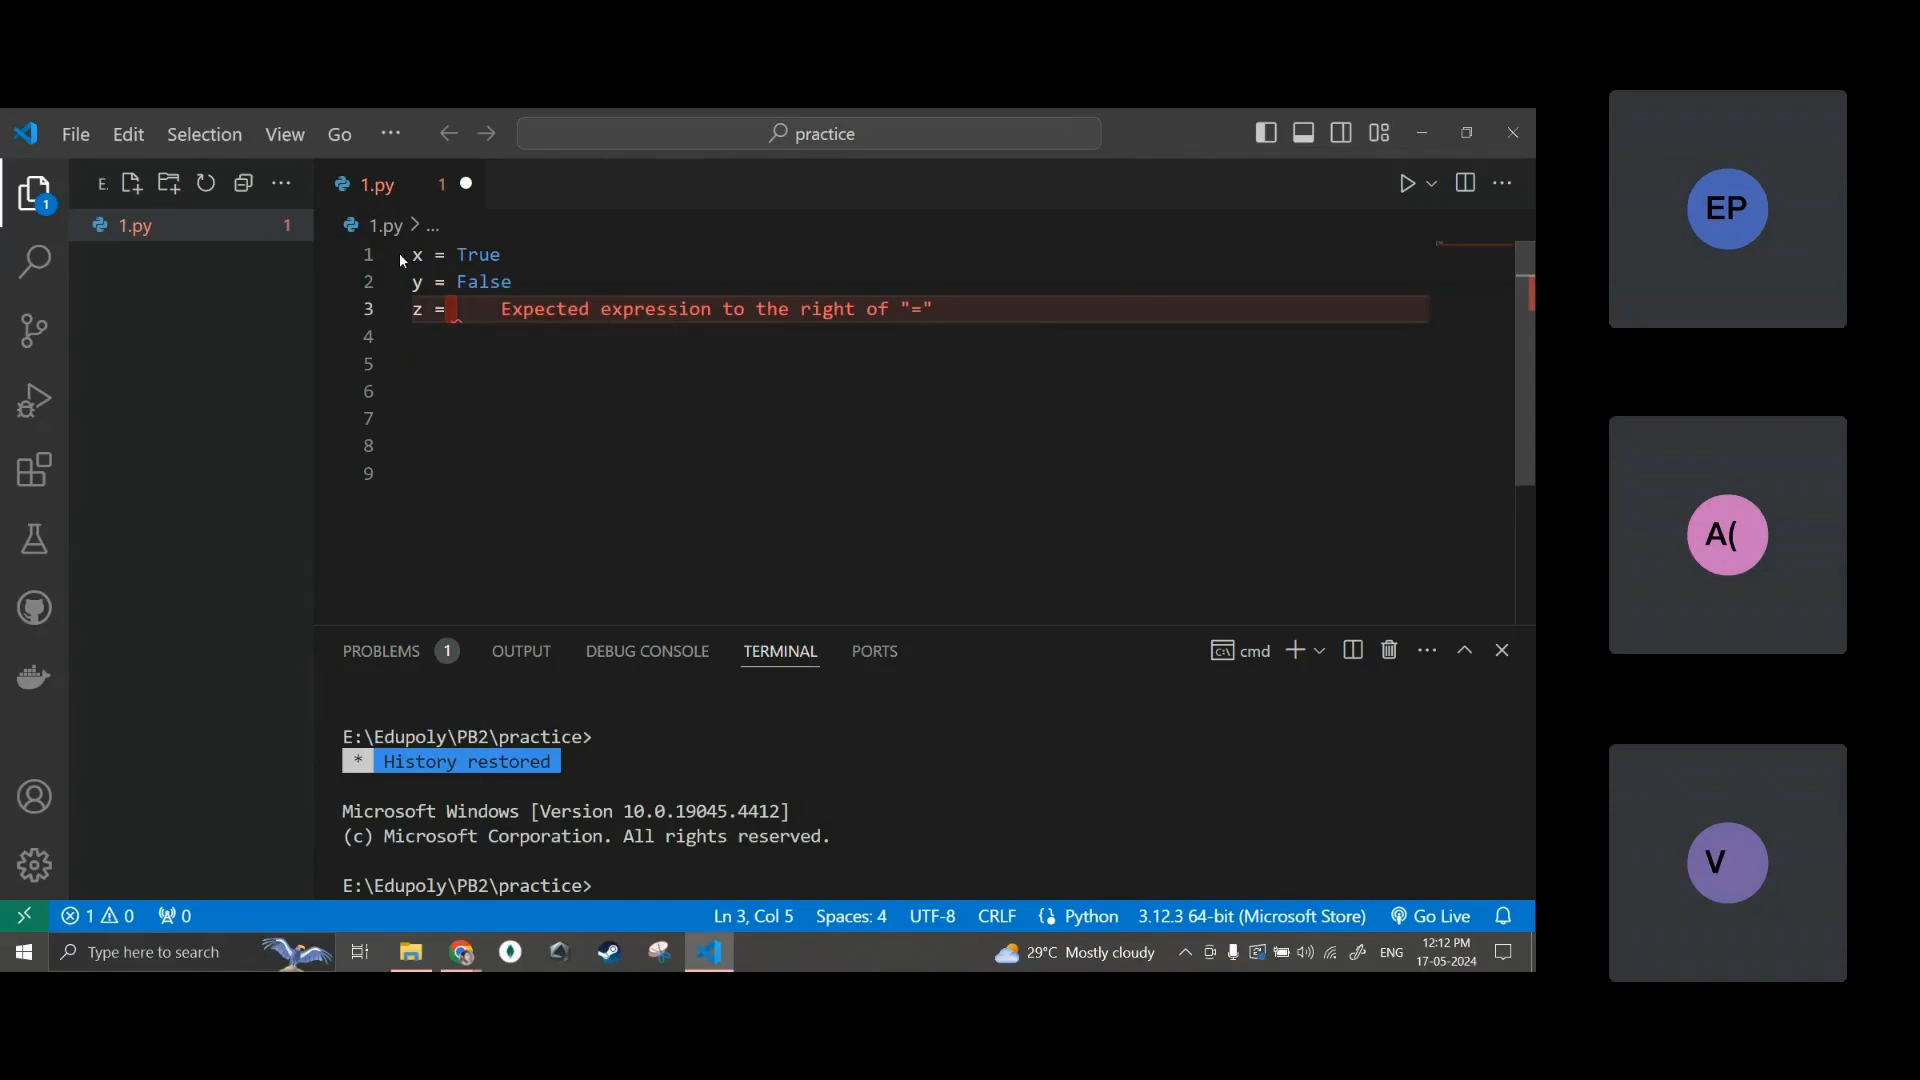 File Edit Selection View Go ··· practice
E. ···
1.py 1
1.py 1
1.py > ...
1 x = True
2 y = False
3 z = Expected expression to the right of "="
4
5
6
7
8
9
PROBLEMS 1 OUTPUT DEBUG CONSOLE TERMINAL PORTS cmd
E:\Edupoly\PB2\practice>
* History restored
Microsoft Windows [Version 10.0.19045.4412]
(c) Microsoft Corporation. All rights reserved.
E:\Edupoly\PB2\practice>
1 0 0 Ln 3, Col 5 Spaces: 4 UTF-8 CRLF Python 3.12.3 64-bit (Microsoft Store) Go Live
Type here to search 29°C Mostly cloudy ENG 12:12 PM
17-05-2024
EP
A(
V